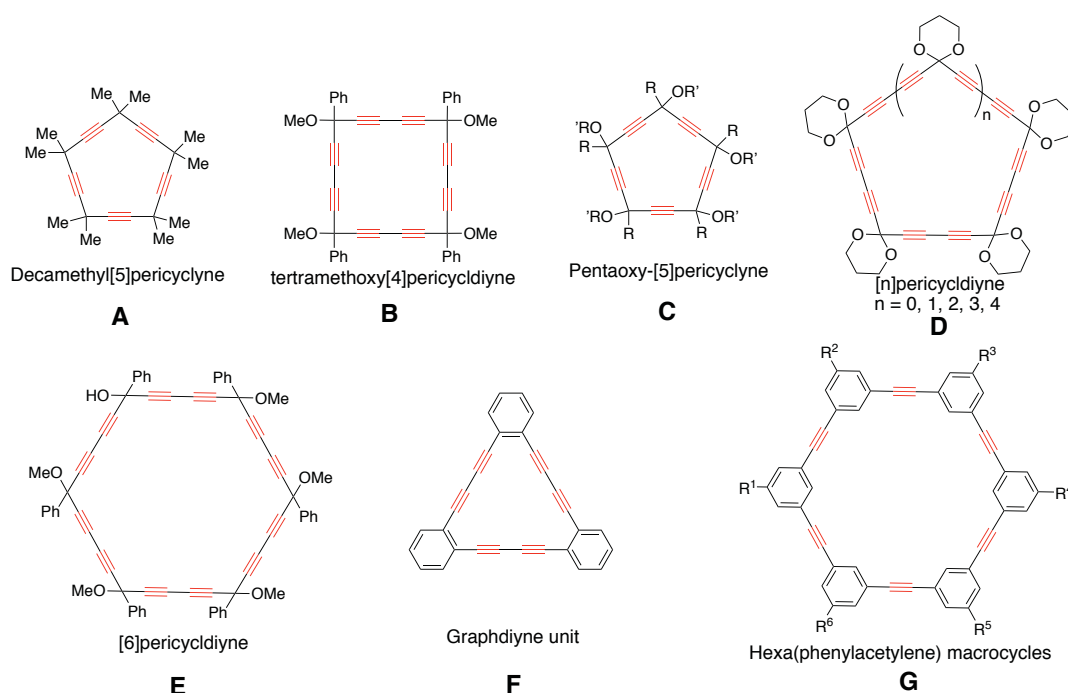 Me Me
Me Me
Me Me
Me Me
Me Me
Decamethyl[5]pericyclyne
A
Ph Ph
MeO OMe
MeO OMe
Ph Ph
tertramethoxy[4]pericycldiyne
B
R OR'
'RO R
R OR'
'RO OR'
R R
Pentaoxy-[5]pericyclyne
C
O O
O O
O n O
O O
O O
[n]pericycldiyne
n = 0, 1, 2, 3, 4
D
Ph Ph
HO OMe
MeO OMe
Ph Ph
MeO OMe
Ph Ph
[6]pericycldiyne
E
Graphdiyne unit
F
R2 R3
R1
R6 R5
Hexa(phenylacetylene) macrocycles
G